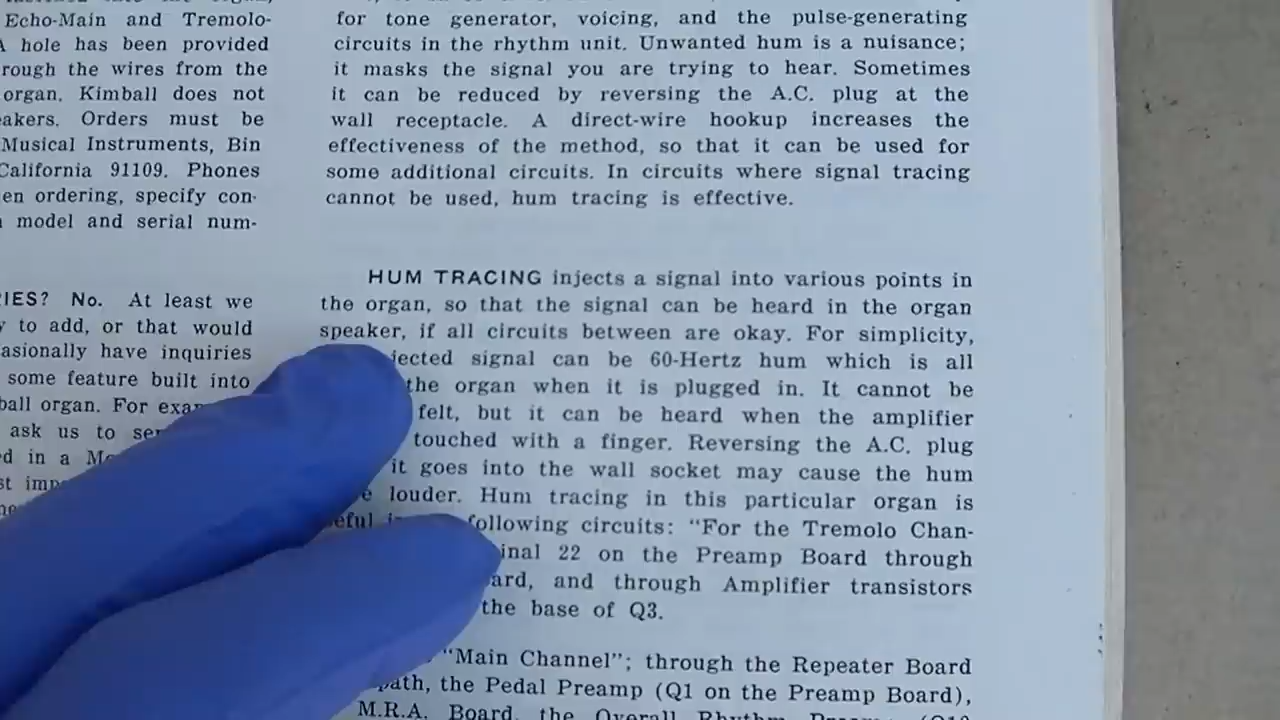 Echo-Main and Tremolo-
A hole has been provided
rough the wires from the
organ. Kimball does not
akers. Orders must be
Musical Instruments, Bin
California 91109. Phones
en ordering, specify con-
model and serial num-
IES? No. At least we
to add, or that would
asionally have inquiries
some feature built into
ball organ. For exam
ask us to ser
ed in a
st imp
for tone generator, voicing, and the pulse-generating
circuits in the rhythm unit. Unwanted hum is a nuisance;
it masks the signal you are trying to hear. Sometimes
it can be reduced by reversing the A.C. plug at the
wall receptacle. A direct-wire hookup increases the
effectiveness of the method, so that it can be used for
some additional circuits. In circuits where signal tracing
cannot be used, hum tracing is effective.
HUM TRACING injects a signal into various points in
the organ, so that the signal can be heard in the organ
speaker, if all circuits between are okay. For simplicity,
jected signal can be 60-Hertz hum which is all
the organ when it is plugged in. It cannot be
felt, but it can be heard when the amplifier
touched with a finger. Reversing the A.C. plug
it goes into the wall socket may cause the hum
e louder. Hum tracing in this particular organ is
eful following circuits: "For the Tremolo Chan-
inal 22 on the Preamp Board through
ard, and through Amplifier transistors
the base of Q3.
"Main Channel"; through the Repeater Board
path, the Pedal Preamp (Q1 on the Preamp Board),
M.R.A. Board, the Overall Rhythm